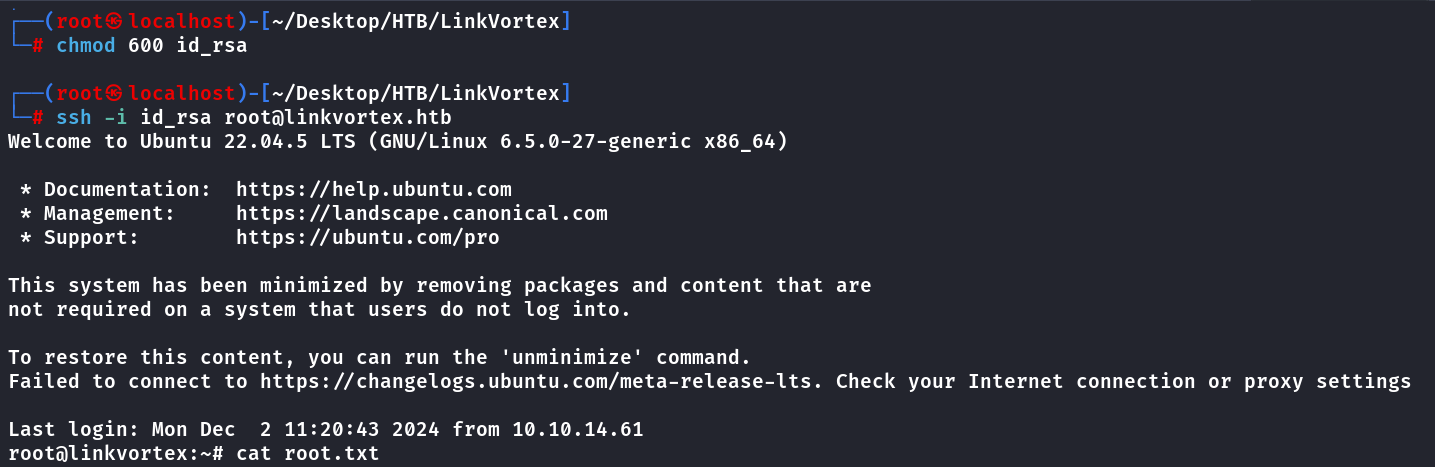 ┌──(root㉿localhost)-[~/Desktop/HTB/LinkVortex]
└─# chmod 600 id_rsa
┌──(root㉿localhost)-[~/Desktop/HTB/LinkVortex]
└─# ssh -i id_rsa root@linkvortex.htb
Welcome to Ubuntu 22.04.5 LTS (GNU/Linux 6.5.0-27-generic x86_64)
 * Documentation:  https://help.ubuntu.com
 * Management:     https://landscape.canonical.com
 * Support:        https://ubuntu.com/pro
This system has been minimized by removing packages and content that are
not required on a system that users do not log into.
To restore this content, you can run the 'unminimize' command.
Failed to connect to https://changelogs.ubuntu.com/meta-release-lts. Check your Internet connection or proxy settings
Last login: Mon Dec  2 11:20:43 2024 from 10.10.14.61
root@linkvortex:~# cat root.txt